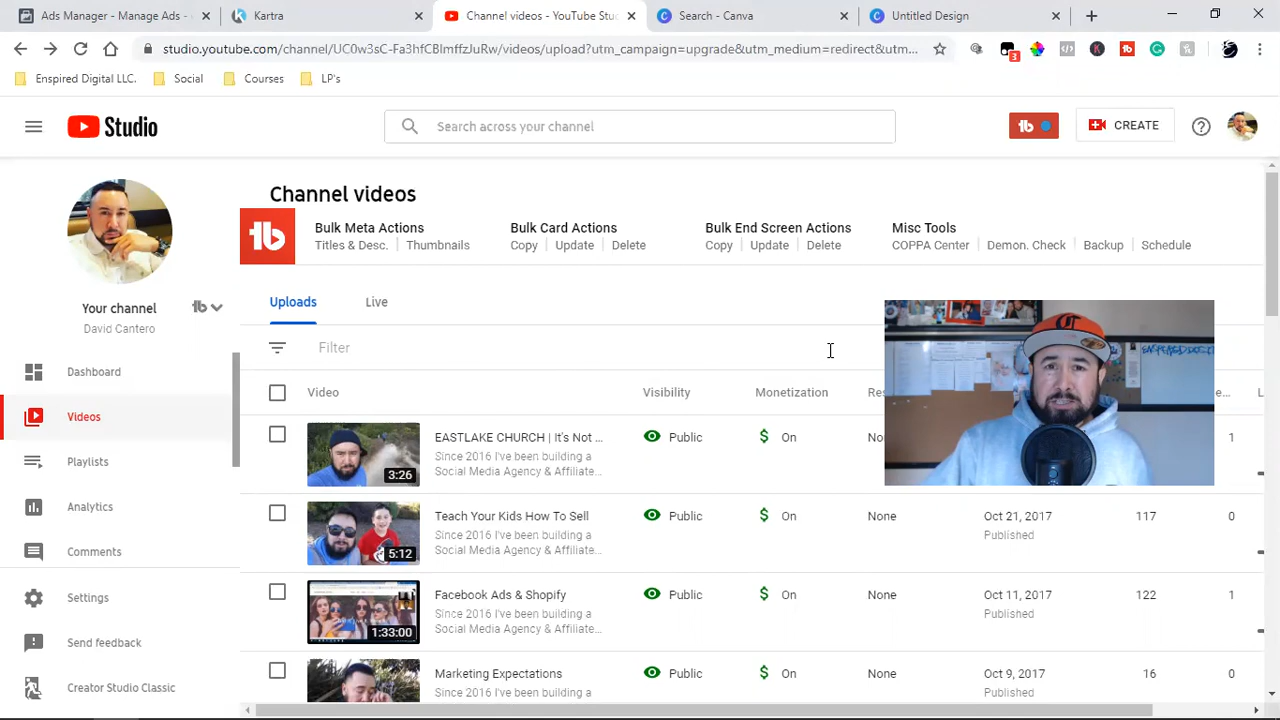 Ads Manager - Manage Ads
Kartra
Channel videos - YouTube Stu
Search - Canva
Untitled Design
studio.youtube.com/channel/UC0w3sC-Fa3hfCBlmffzJuRw/videos/upload?utm_campaign=upgrade&utm_medium=redirect&utm...
3
Enspired Digital LLC.
Social
Courses
LP's
Studio
Search across your channel
CREATE
Channel videos
Bulk Meta Actions
Titles & Desc. | Thumbnails
Bulk Card Actions
Copy | Update | Delete
Bulk End Screen Actions
Copy | Update | Delete
Misc Tools
COPPA Center | Demon. Check | Backup | Schedule
Your channel
David Cantero
Dashboard
Videos
Playlists
Analytics
Comments
Settings
Send feedback
Creator Studio Classic
Uploads
Live
Filter
Video
Visibility
Monetization
3:26
EASTLAKE CHURCH | It's Not ...
Since 2016 I've been building a
Social Media Agency & Affiliate...
Public
On
1
5:12
Teach Your Kids How To Sell
Since 2016 I've been building a
Social Media Agency & Affiliate...
Public
On
None
Oct 21, 2017
Published
117
0
1:33:00
Facebook Ads & Shopify
Since 2016 I've been building a
Social Media Agency & Affiliate...
Public
On
None
Oct 11, 2017
Published
122
1
Marketing Expectations
Since 2016 I've been building a
Public
On
None
Oct 9, 2017
Published
16
0